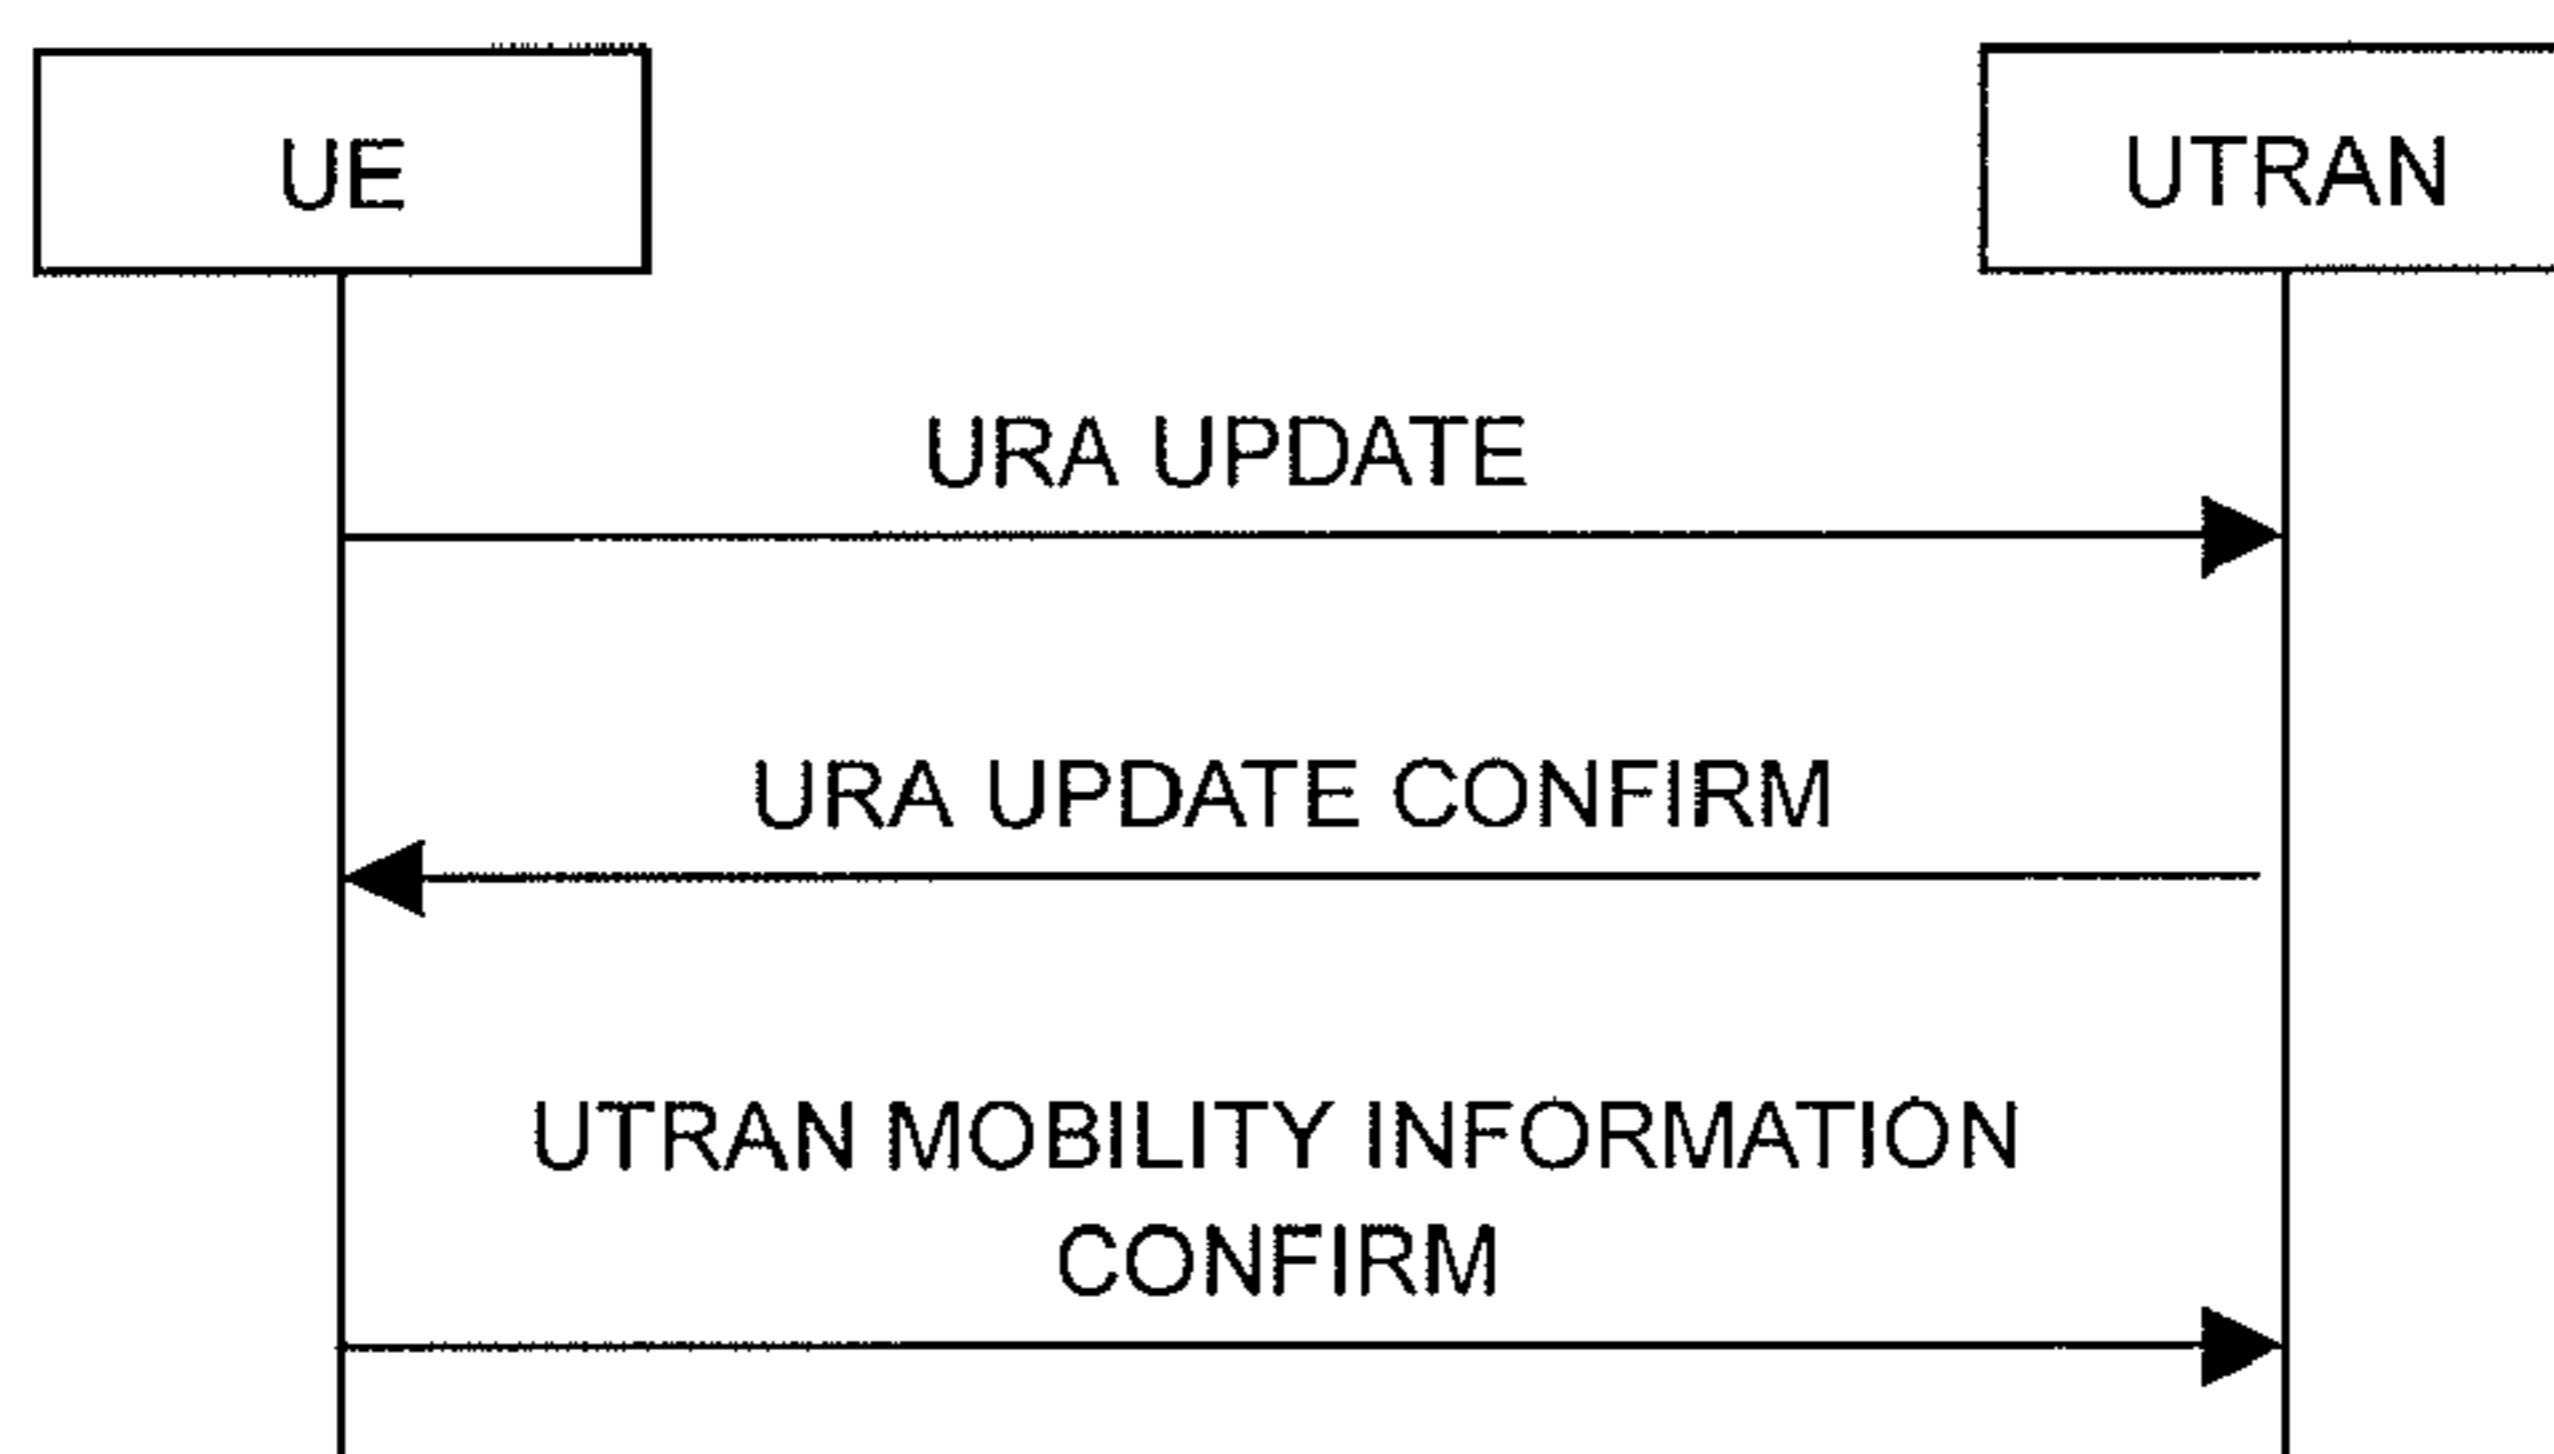 UE
UTRAN
URA UPDATE
URA UPDATE CONFIRM
UTRAN MOBILITY INFORMATION
CONFIRM